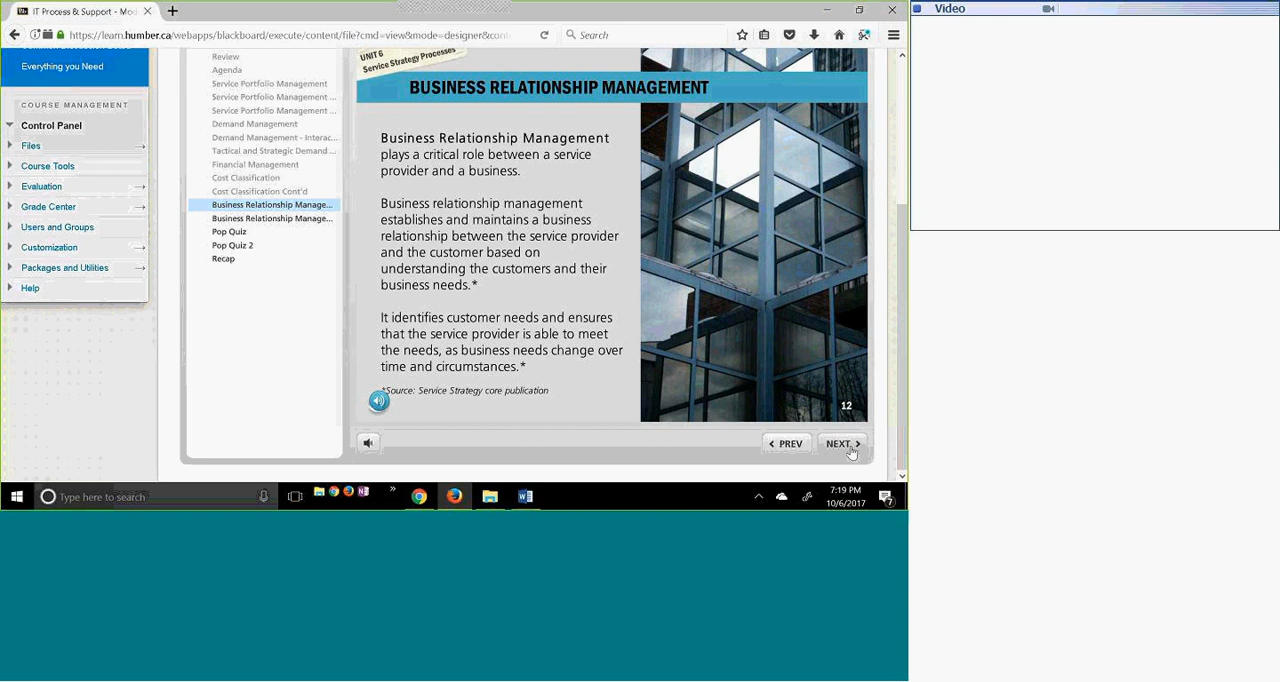 IT Process & Support - Mod
Video
https://learn.humber.ca/webapps/blackboard/execute/content/file?cmd=view&mode=designer&cont
Search
Everything you Need
COURSE MANAGEMENT
Control Panel
Files
Course Tools
Evaluation
Grade Center
Users and Groups
Customization
Packages and Utilities
Help
Review
Agenda
Service Portfolio Management
Service Portfolio Management ...
Service Portfolio Management ...
Demand Management
Demand Management - Interac...
Tactical and Strategic Demand ...
Financial Management
Cost Classification
Cost Classification Cont'd
Business Relationship Manage...
Business Relationship Manage...
Pop Quiz
Pop Quiz 2
Recap
UNIT 6
Service Strategy Processes
BUSINESS RELATIONSHIP MANAGEMENT
Business Relationship Management
plays a critical role between a service
provider and a business.
Business relationship management
establishes and maintains a business
relationship between the service provider
and the customer based on
understanding the customers and their
business needs.*
It identifies customer needs and ensures
that the service provider is able to meet
the needs, as business needs change over
time and circumstances.*
*Source: Service Strategy core publication
12
PREV
NEXT
Type here to search
7:19 PM
10/6/2017
7